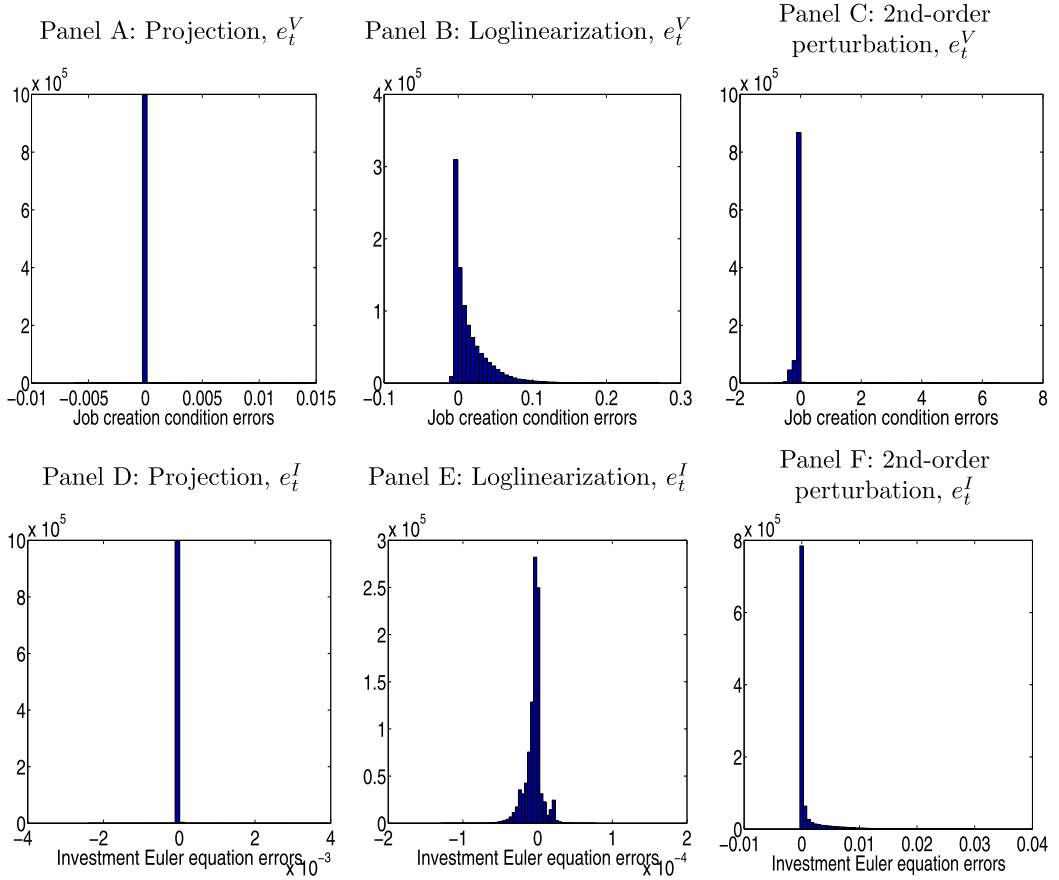 Panel A: Projection, e_t^V
x 10^5
10
8
6
4
2
0
−0.01 −0.005 0 0.005 0.01 0.015
Job creation condition errors
Panel B: Loglinearization, e_t^V
x 10^5
4
3
2
1
0
−0.1 0 0.1 0.2 0.3
Job creation condition errors
Panel C: 2nd-order
perturbation, e_t^V
x 10^5
10
8
6
4
2
0
−2 0 2 4 6 8
Job creation condition errors
Panel D: Projection, e_t^I
x 10^5
10
8
6
4
2
0
−4 −2 0 2 4
Investment Euler equation errors
x 10^−3
Panel E: Loglinearization, e_t^I
x 10^5
3
2.5
2
1.5
1
0.5
0
−2 −1 0 1 2
Investment Euler equation errors
x 10^−4
Panel F: 2nd-order
perturbation, e_t^I
x 10^5
8
6
4
2
0
−0.01 0 0.01 0.02 0.03 0.04
Investment Euler equation errors